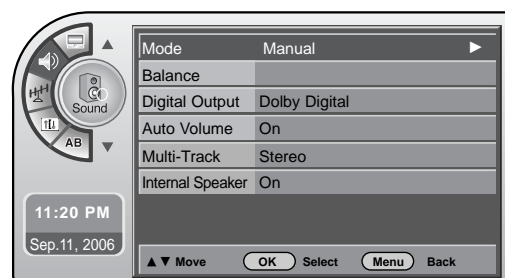 Mode Manual ►
Balance
Digital Output Dolby Digital
Auto Volume On
Multi-Track Stereo
Internal Speaker On
Sound
AB
11:20 PM
Sep.11, 2006
▲▼ Move OK Select Menu Back